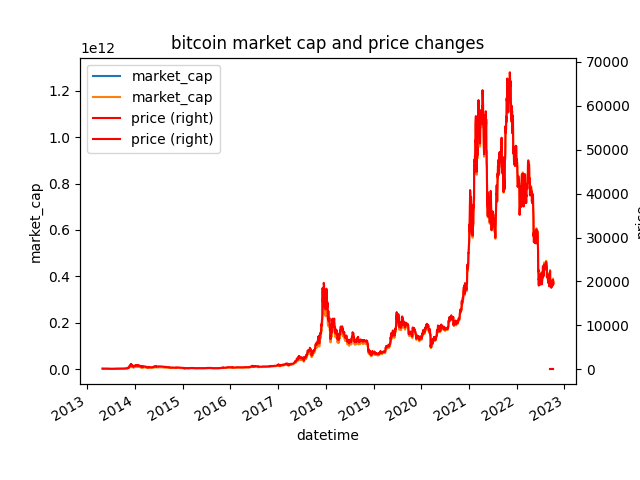 bitcoin market cap and price changes
1e12
market_cap
market_cap
price (right)
price (right)
1.2
1.0
0.8
0.6
0.4
0.2
0.0
market_cap
70000
60000
50000
40000
30000
20000
10000
0
price
2013
2014
2015
2016
2017
2018
2019
2020
2021
2022
2023
datetime